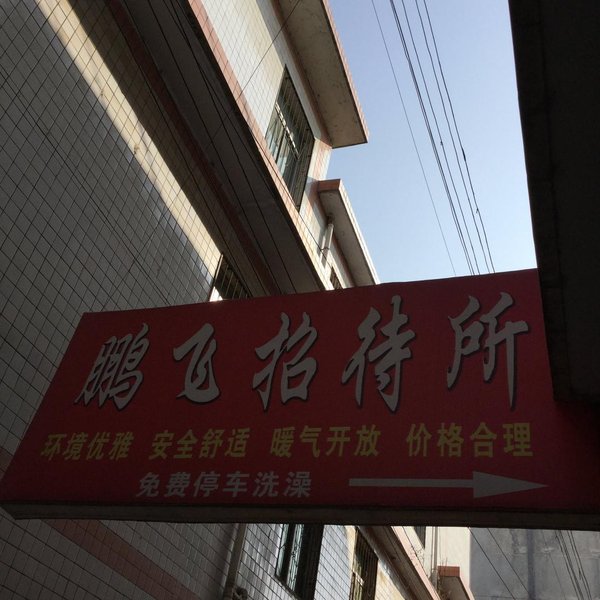 鹏飞招待所
环境优雅 安全舒适 暖气开放 价格合理
免费停车洗澡